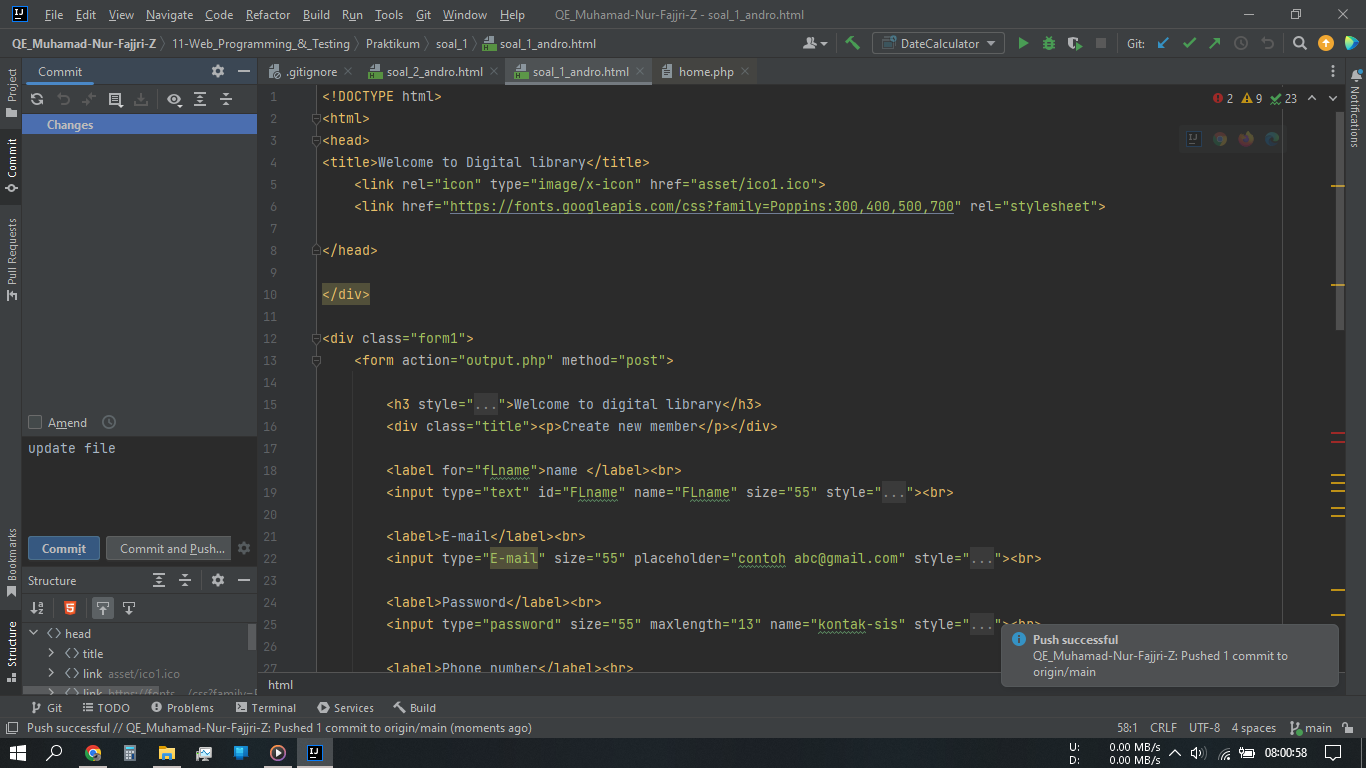 File Edit View Navigate Code Refactor Build Run Tools Git Window Help QE_Muhamad-Nur-Fajjri-Z - soal_1_andro.html
QE_Muhamad-Nur-Fajjri-Z 11-Web_Programming_&_Testing Praktikum soal_1 soal_1_andro.html DateCalculator Git:
Project
Commit
Pull Requests
Bookmarks
Structure
Commit
Changes
Amend
update file
Commit Commit and Push...
Structure
head
title
link asset/ico1.ico
link https://fonts.../css?family=
.gitignore soal_2_andro.html soal_1_andro.html home.php
2 9 23
1 <!DOCTYPE html>
2 <html>
3 <head>
4 <title>Welcome to Digital library</title>
5 <link rel="icon" type="image/x-icon" href="asset/ico1.ico">
6 <link href="https://fonts.googleapis.com/css?family=Poppins:300,400,500,700" rel="stylesheet">
7
8 </head>
9
10 </div>
11
12 <div class="form1">
13 <form action="output.php" method="post">
14
15 <h3 style="...">Welcome to digital library</h3>
16 <div class="title"><p>Create new member</p></div>
17
18 <label for="fLname">name </label><br>
19 <input type="text" id="FLname" name="FLname" size="55" style="..."><br>
20
21 <label>E-mail</label><br>
22 <input type="E-mail" size="55" placeholder="contoh abc@gmail.com" style="..."><br>
23
24 <label>Password</label><br>
25 <input type="password" size="55" maxlength="13" name="kontak-sis" style="..."><br>
26
27 <label>Phone number</label><br>
html
Notifications
Push successful
QE_Muhamad-Nur-Fajjri-Z: Pushed 1 commit to
origin/main
Git TODO Problems Terminal Services Build
Push successful // QE_Muhamad-Nur-Fajjri-Z: Pushed 1 commit to origin/main (moments ago) 58:1 CRLF UTF-8 4 spaces main
U: 0.00 MB/s
D: 0.00 MB/s
08:00:58